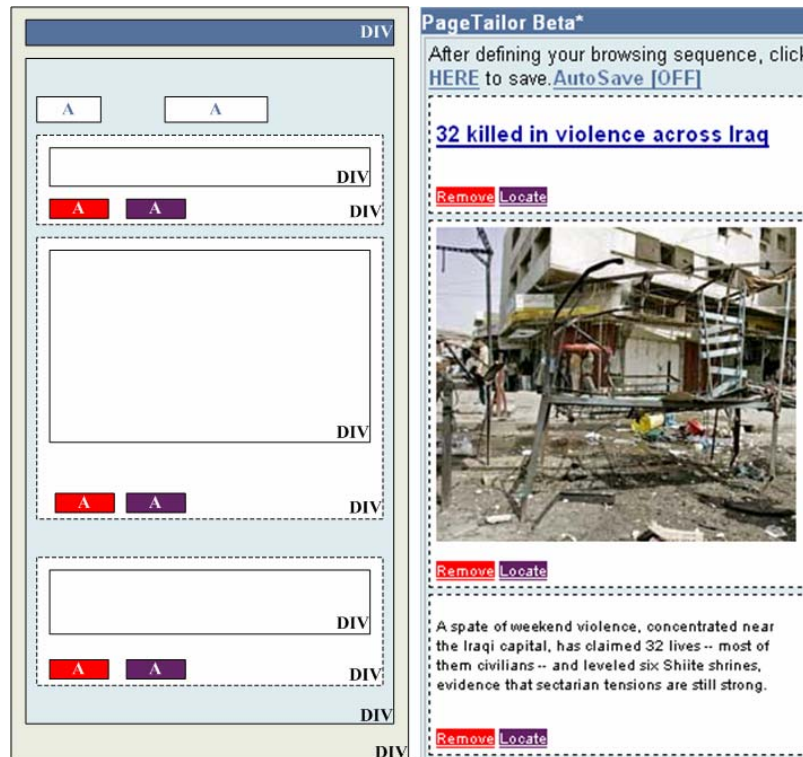 DIV
A A
DIV
A A DIV
DIV
A A DIV
DIV
A A DIV
DIV
DIV
PageTailor Beta*
After defining your browsing sequence, click
HERE to save. AutoSave [OFF]
32 killed in violence across Iraq
Remove Locate
Remove Locate
A spate of weekend violence, concentrated near
the Iraqi capital, has claimed 32 lives -- most of
them civilians -- and leveled six Shiite shrines,
evidence that sectarian tensions are still strong.
Remove Locate